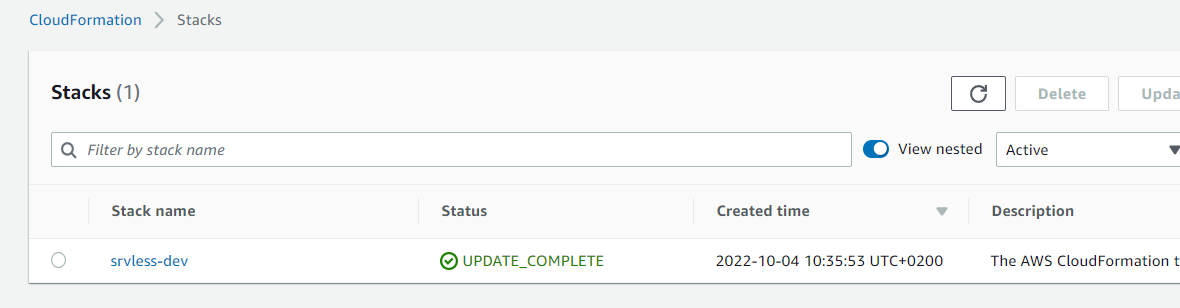 CloudFormation > Stacks
Stacks (1)
Delete
Upda
Filter by stack name
View nested
Active
Stack name Status Created time Description
srvless-dev UPDATE_COMPLETE 2022-10-04 10:35:53 UTC+0200 The AWS CloudFormation t